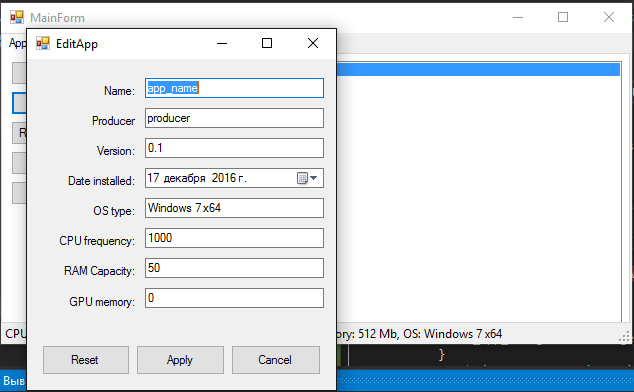 MainForm
App
EditApp
Name: app_name
Producer producer
R
Version: 0.1
Date installed: 17 декабря 2016 г.
OS type: Windows 7 x64
CPU frequency: 1000
RAM Capacity: 50
GPU memory: 0
CPU ory: 512 Mb, OS: Windows 7 x64
Reset Apply Cancel
}
Выв